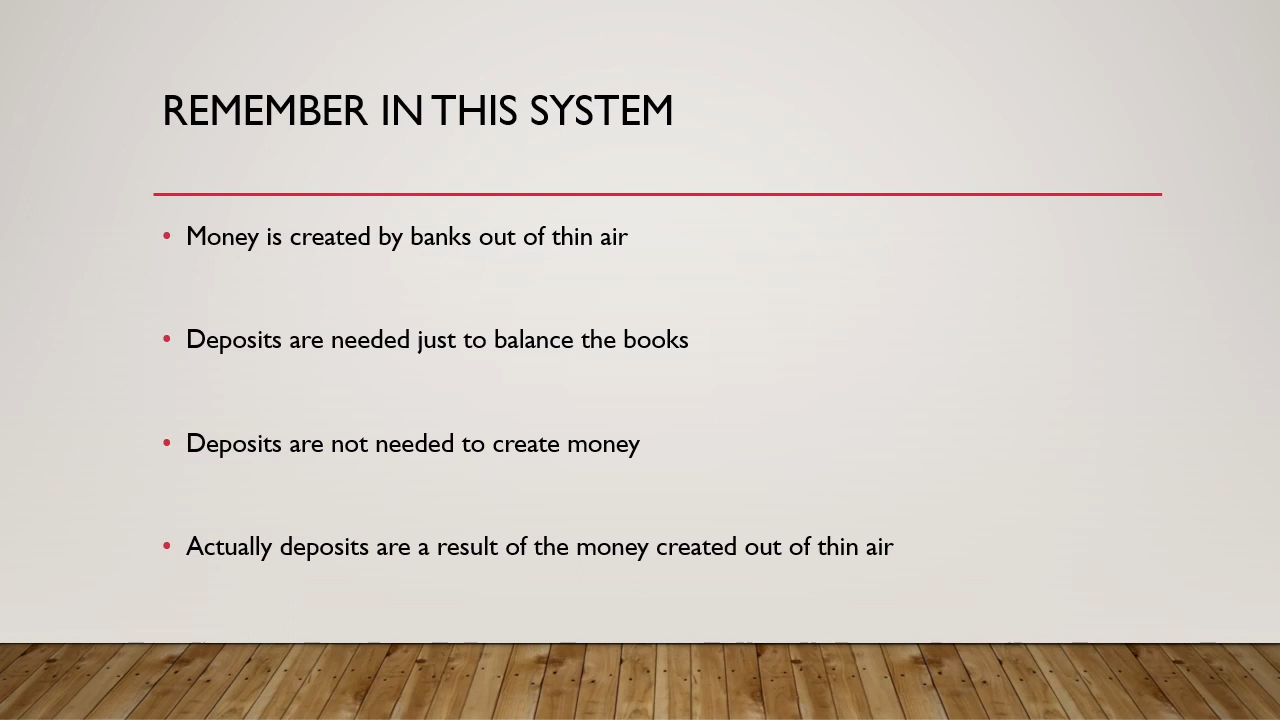 REMEMBER IN THIS SYSTEM
• Money is created by banks out of thin air
• Deposits are needed just to balance the books
• Deposits are not needed to create money
• Actually deposits are a result of the money created out of thin air